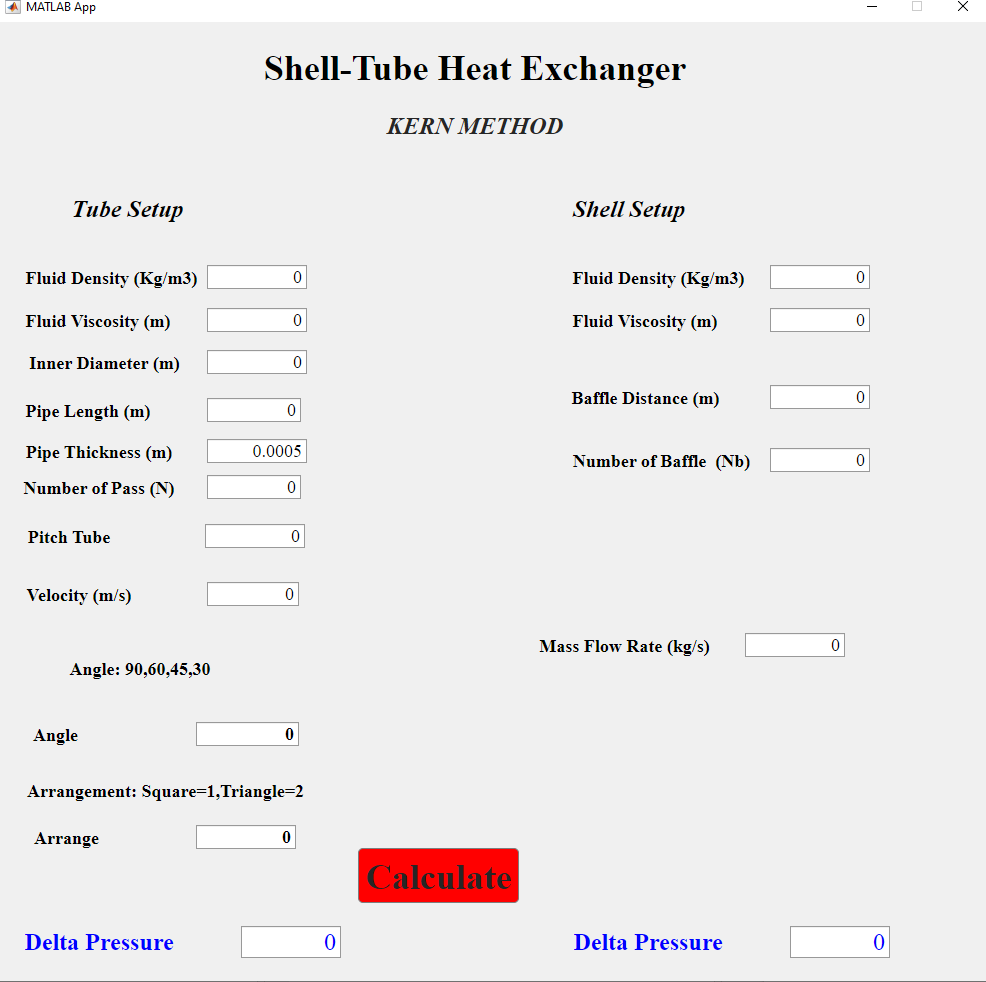 MATLAB App
Shell-Tube Heat Exchanger
KERN METHOD
Tube Setup
Fluid Density (Kg/m3) 0
Fluid Viscosity (m) 0
Inner Diameter (m) 0
Pipe Length (m) 0
Pipe Thickness (m) 0.0005
Number of Pass (N) 0
Pitch Tube 0
Velocity (m/s) 0
Angle: 90,60,45,30
Angle 0
Arrangement: Square=1,Triangle=2
Arrange 0
Shell Setup
Fluid Density (Kg/m3) 0
Fluid Viscosity (m) 0
Baffle Distance (m) 0
Number of Baffle (Nb) 0
Mass Flow Rate (kg/s) 0
Calculate
Delta Pressure 0
Delta Pressure 0